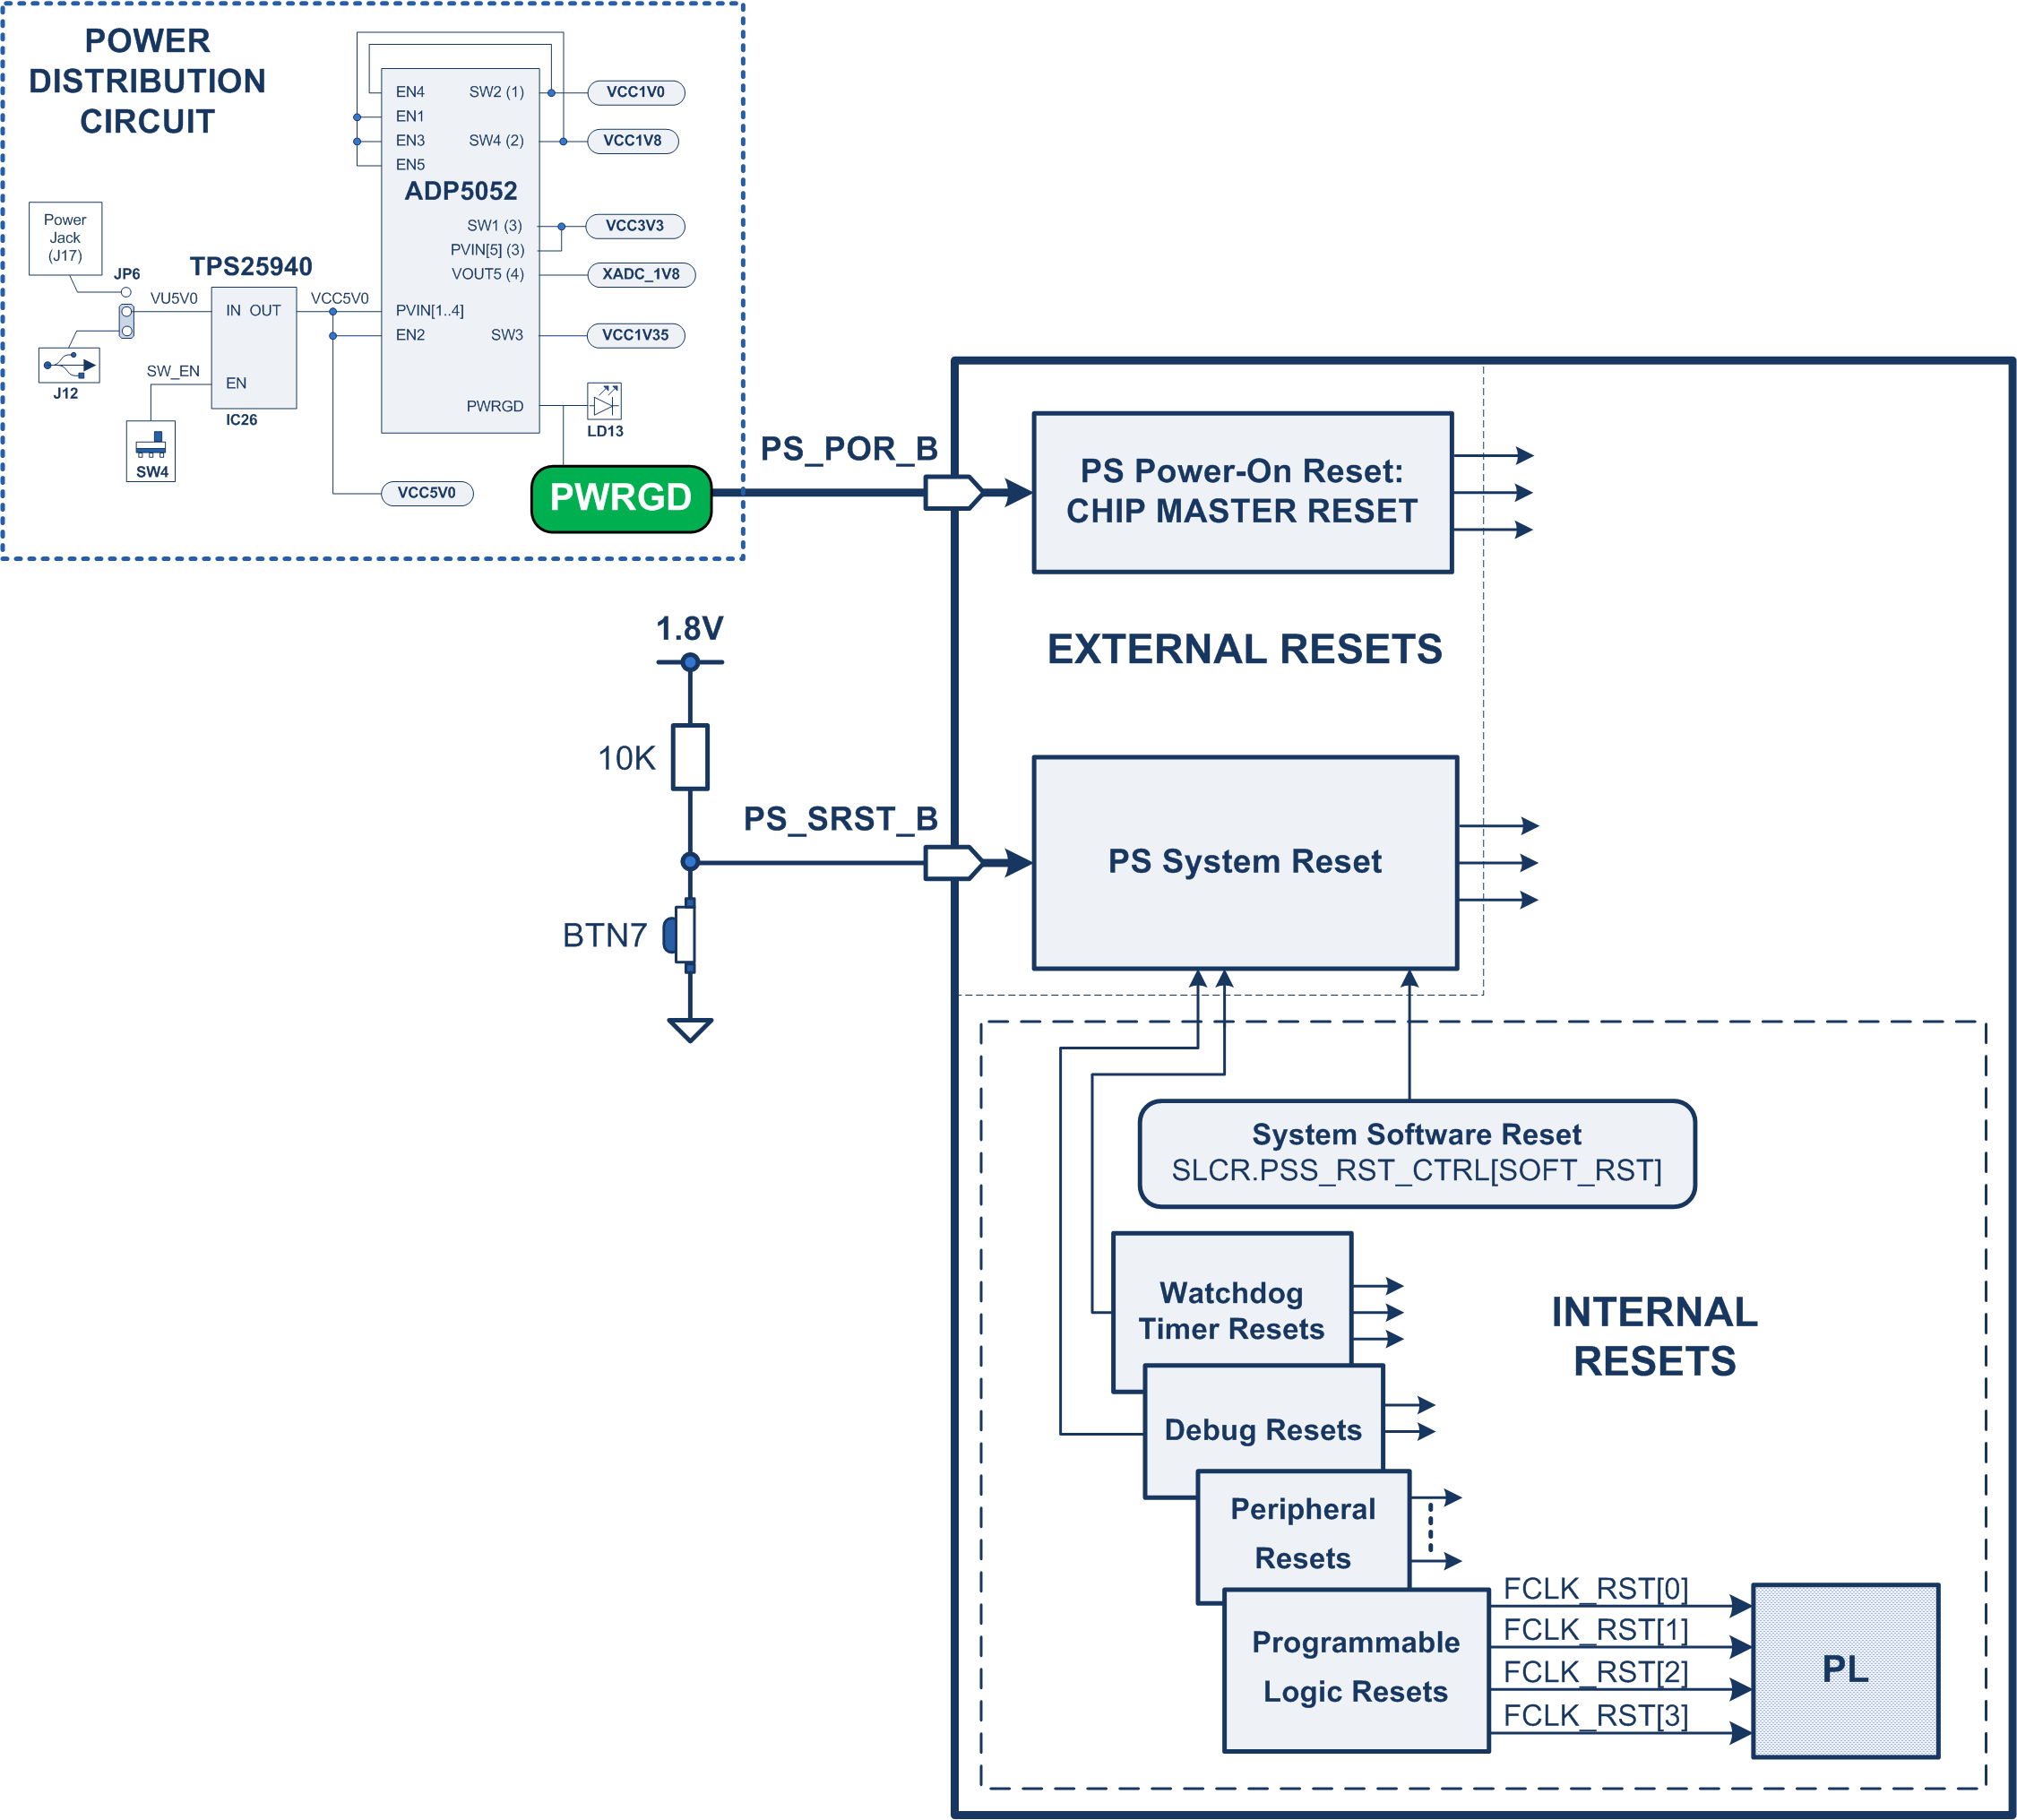 POWER
DISTRIBUTION
CIRCUIT
EN4
EN1
EN3
EN5
SW2 (1)
SW4 (2)
ADP5052
SW1 (3)
PVIN[5] (3)
VOUT5 (4)
PVIN[1..4]
EN2
SW3
PWRGD
VCC1V0
VCC1V8
VCC3V3
XADC_1V8
VCC1V35
LD13
Power
Jack
(J17)
JP6
TPS25940
VU5V0
IN OUT
VCC5V0
J12
SW_EN
EN
IC26
SW4
VCC5V0
PWRGD
PS_POR_B
PS Power-On Reset:
CHIP MASTER RESET
EXTERNAL RESETS
1.8V
10K
PS_SRST_B
PS System Reset
BTN7
System Software Reset
SLCR.PSS_RST_CTRL[SOFT_RST]
Watchdog
Timer Resets
INTERNAL
RESETS
Debug Resets
Peripheral
Resets
Programmable
Logic Resets
FCLK_RST[0]
FCLK_RST[1]
FCLK_RST[2]
FCLK_RST[3]
PL